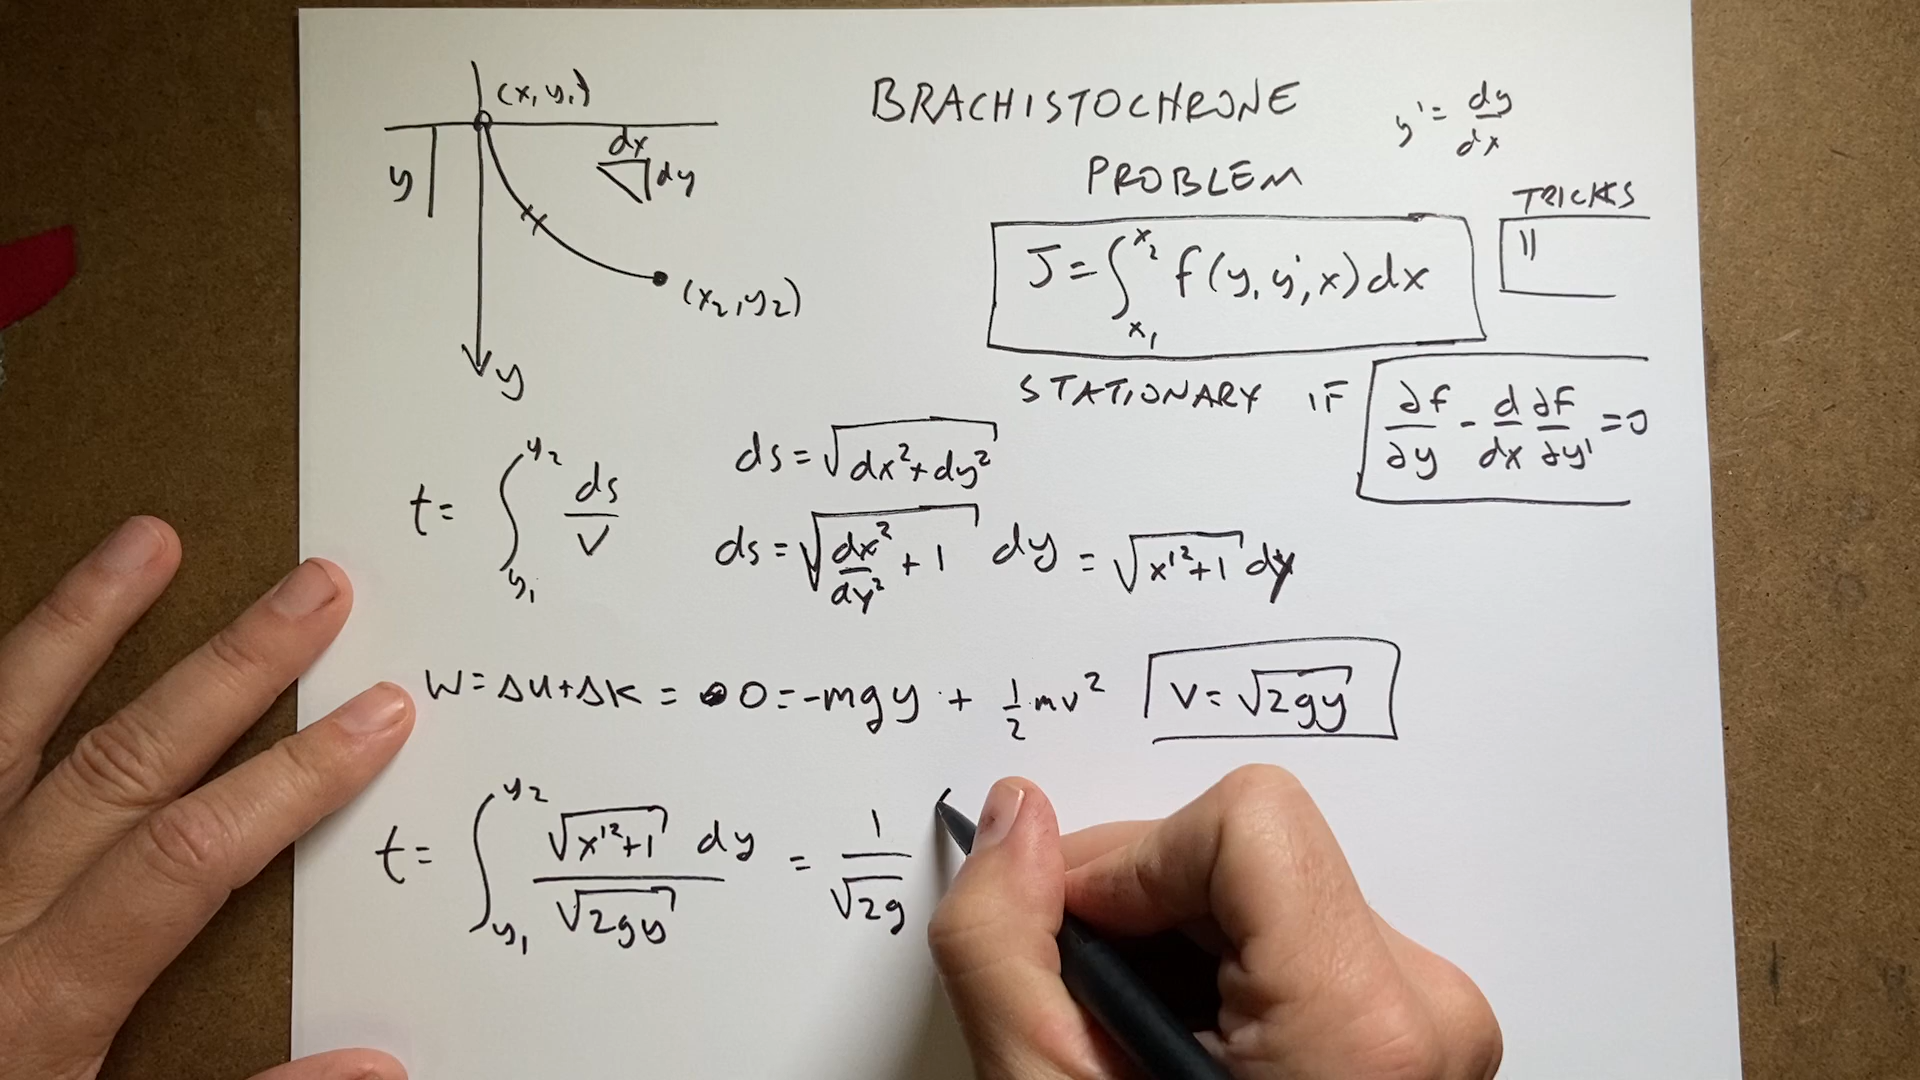 (x, y₁)
BRACHISTOCHRONE
PROBLEM
y' = dy/dx
dx
dy
y
(x₂, y₂)
y
TRICKS
||
J = ∫_{x₁}^{x₂} f(y, y', x) dx
STATIONARY IF ∂f/∂y - d/dx ∂f/∂y' = 0
t = ∫_{y₁}^{y₂} ds/v
ds = √(dx² + dy²)
ds = √(dx²/dy² + 1) dy = √(x'² + 1) dy
W = ΔU + ΔK = 0 = -mgy + 1/2 mv²
v = √(2gy)
t = ∫_{y₁}^{y₂} √(x'² + 1) dy / √(2gy) = 1/√(2g)